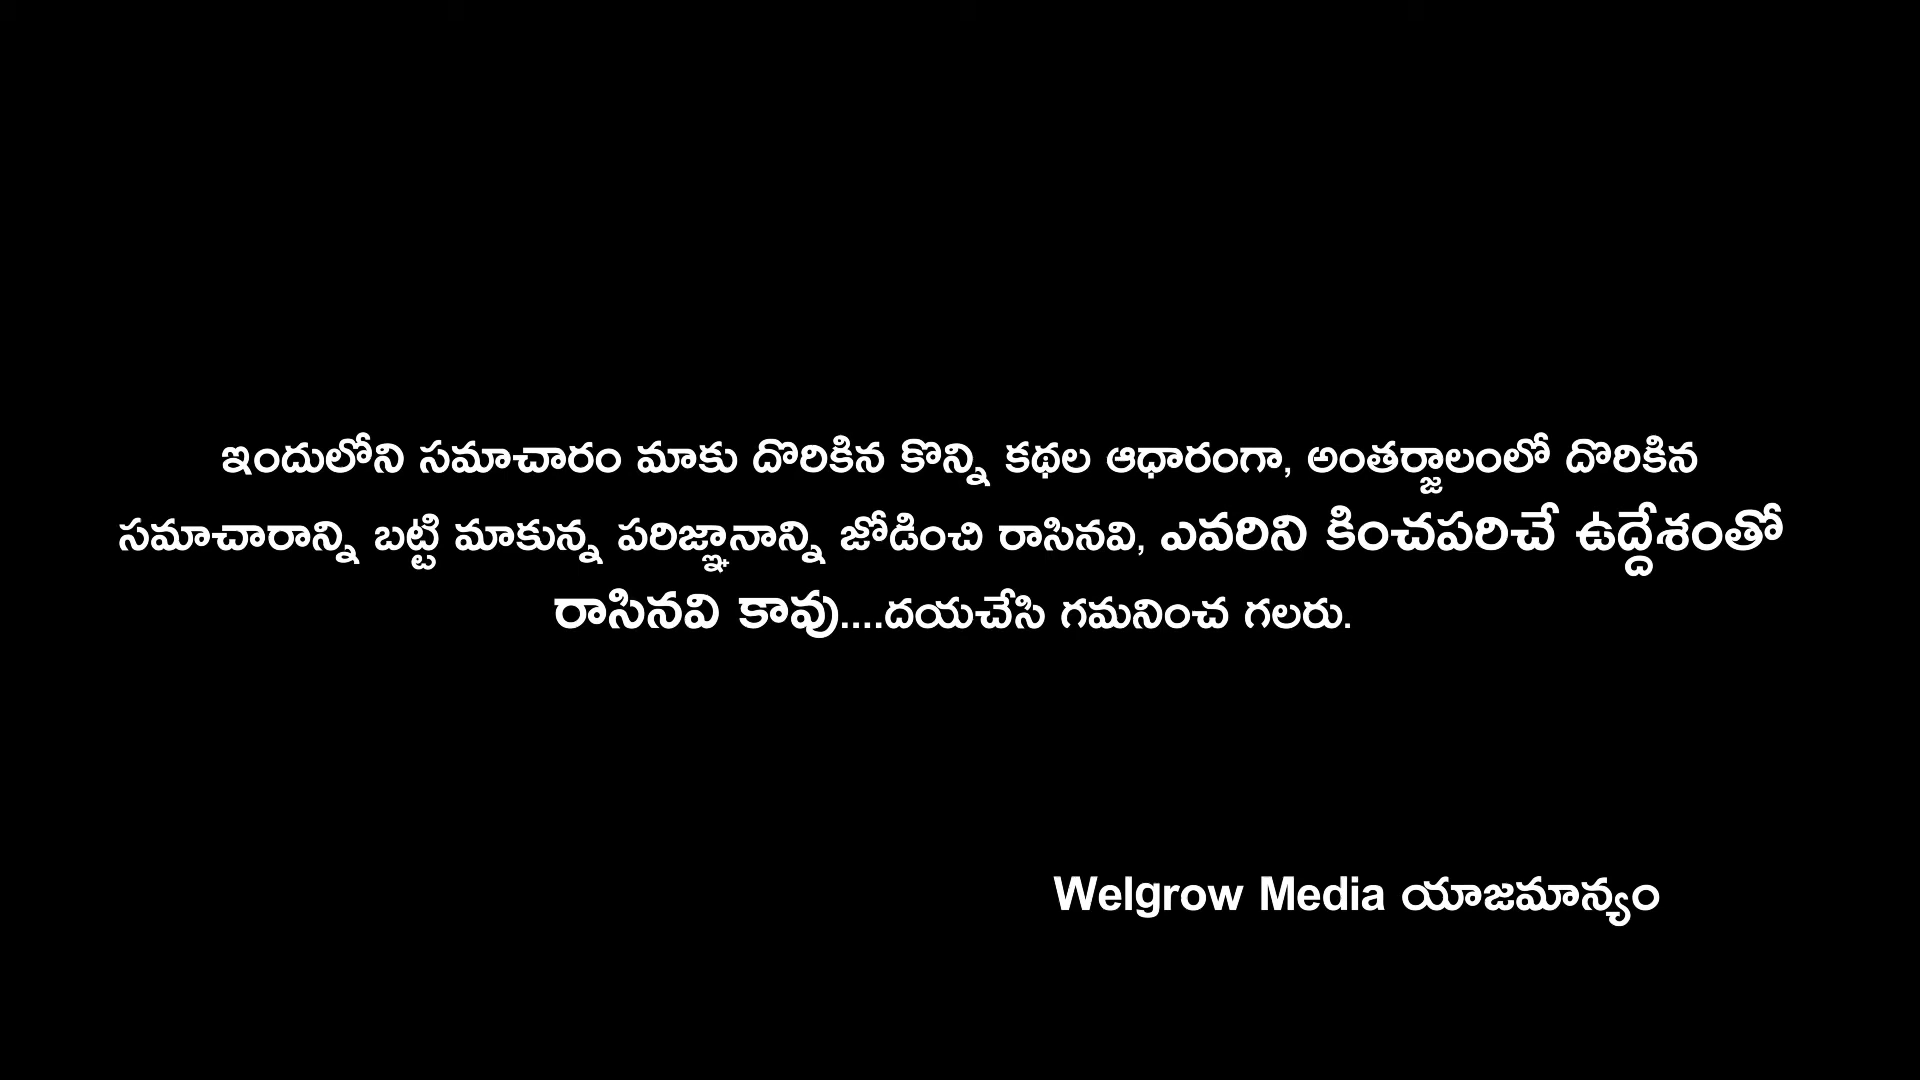 ఇందులోని సమాచారం మాకు దొరికిన కొన్ని కథల ఆధారంగా, అంతర్జాలంలో దొరికిన
సమాచారాన్ని బట్టి మాకున్న పరిజ్ఞానాన్ని జోడించి రాసినవి, ఎవరిని కించపరిచే ఉద్దేశంతో
రాసినవి కావు....దయచేసి గమనించ గలరు.
Welgrow Media యాజమాన్యం